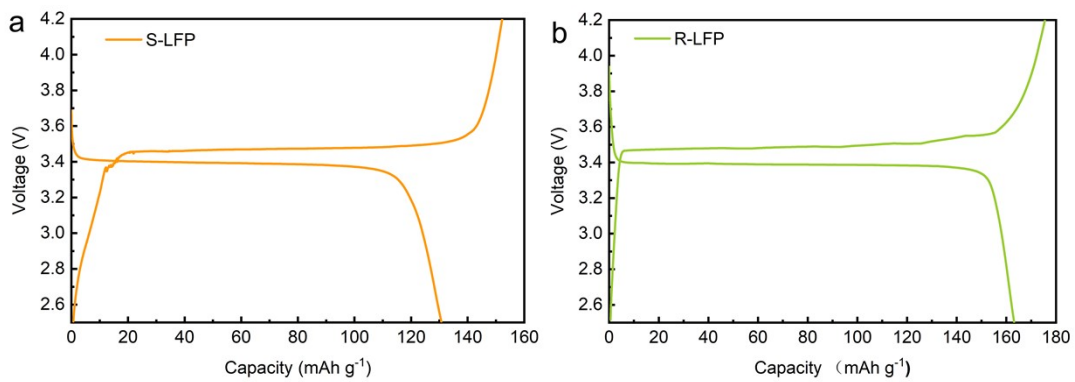 a
S-LFP
Voltage (V)
4.2
4.0
3.8
3.6
3.4
3.2
3.0
2.8
2.6
0 20 40 60 80 100 120 140 160
Capacity (mAh g⁻¹)
b
R-LFP
Voltage (V)
4.2
4.0
3.8
3.6
3.4
3.2
3.0
2.8
2.6
0 20 40 60 80 100 120 140 160 180
Capacity （mAh g⁻¹)